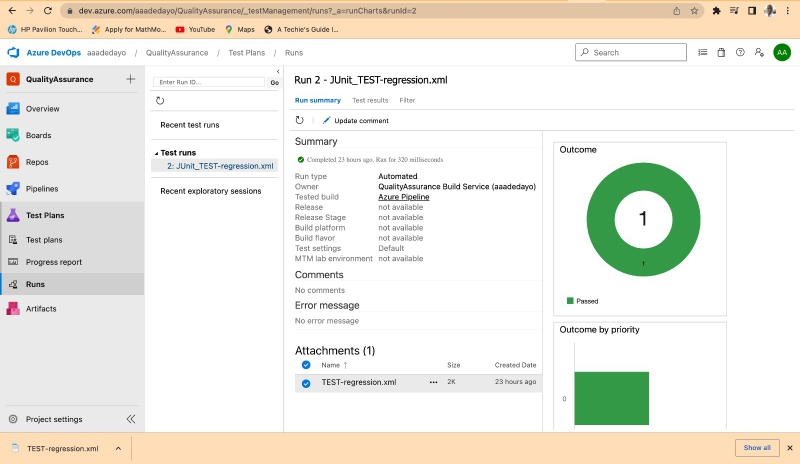 dev.azure.com/aaadedayo/QualityAssurance/_testManagement/runs?_a=runCharts&runId=2
HP Pavilion Touch... Apply for MathMo... YouTube Maps A Techie's Guide I...
Azure DevOps aaadedayo / QualityAssurance / Test Plans / Runs Search AA
Q QualityAssurance
Overview
Boards
Repos
Pipelines
Test Plans
Test plans
Progress report
Runs
Artifacts
Project settings
Enter Run ID... Go
Recent test runs
Test runs
2: JUnit_TEST-regression.xml
Recent exploratory sessions
Run 2 - JUnit_TEST-regression.xml
Run summary Test results Filter
Update comment
Summary
Completed 23 hours ago, Ran for 320 milliseconds
Run type Automated
Owner QualityAssurance Build Service (aaadedayo)
Tested build Azure Pipeline
Release not available
Release Stage not available
Build platform not available
Build flavor not available
Test settings Default
MTM lab environment not available
Comments
No comments
Error message
No error message
Attachments (1)
Name ↑ Size Created Date
TEST-regression.xml ... 2K 23 hours ago
Outcome
1
1
Passed
Outcome by priority
0
TEST-regression.xml
Show all